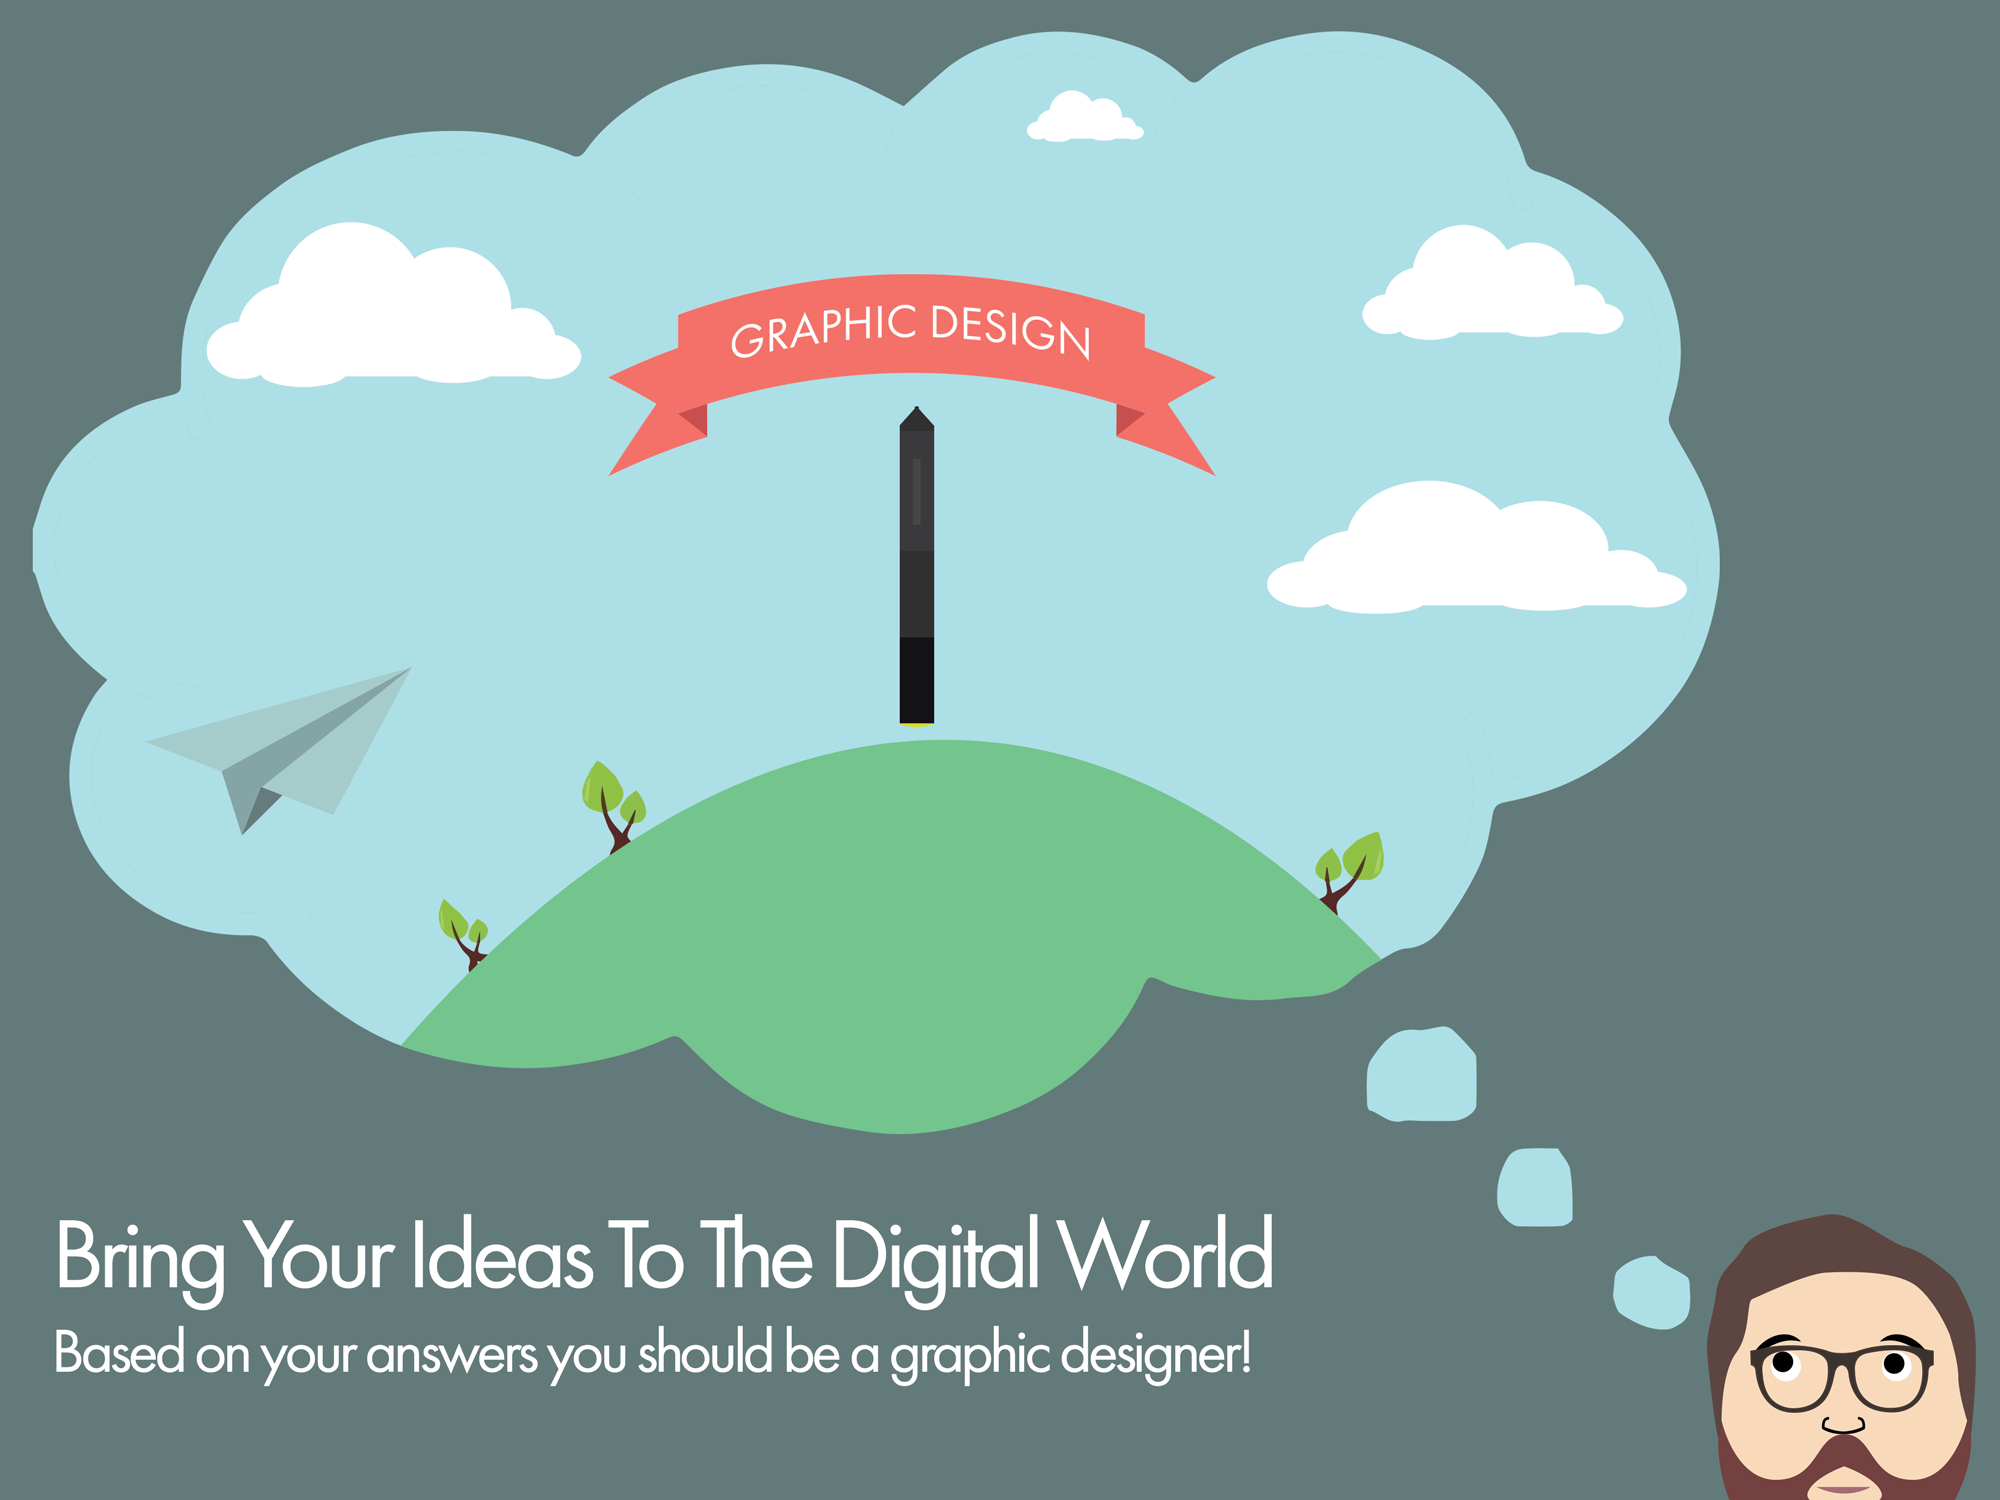 GRAPHIC DESIGN
Bring Your Ideas To The Digital World
Based on your answers you should be a graphic designer!